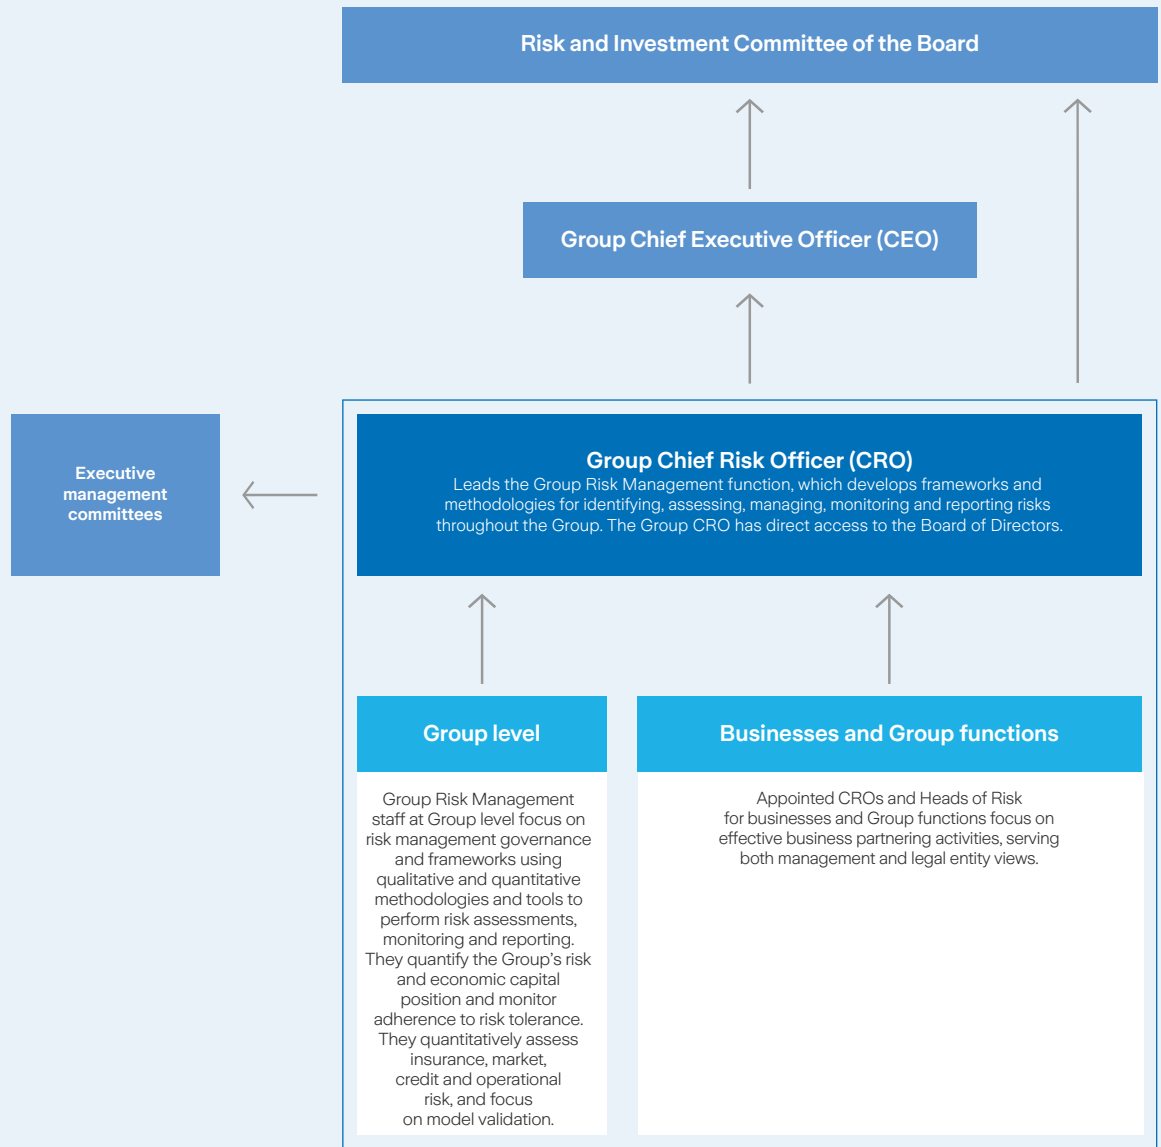 Risk and Investment Committee of the Board
Group Chief Executive Officer (CEO)
Executive
management
committees
Group Chief Risk Officer (CRO)
Leads the Group Risk Management function, which develops frameworks and
methodologies for identifying, assessing, managing, monitoring and reporting risks
throughout the Group. The Group CRO has direct access to the Board of Directors.
Group level
Group Risk Management
staff at Group level focus on
risk management governance
and frameworks using
qualitative and quantitative
methodologies and tools to
perform risk assessments,
monitoring and reporting.
They quantify the Group’s risk
and economic capital
position and monitor
adherence to risk tolerance.
They quantitatively assess
insurance, market,
credit and operational
risk, and focus
on model validation.
Businesses and Group functions
Appointed CROs and Heads of Risk
for businesses and Group functions focus on
effective business partnering activities, serving
both management and legal entity views.